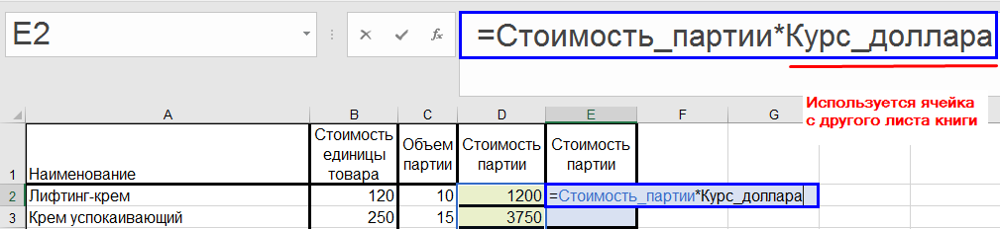 E2
fx
=Стоимость_партии*Курс_доллара
Используется ячейка
с другого листа книги
A B C D E F G
1
Наименование
Стоимость
единицы
товара
Объем
партии
Стоимость
партии
Стоимость
партии
2 Лифтинг-крем 120 10 1200 =Стоимость_партии*Курс_доллара
3 Крем успокаивающий 250 15 3750